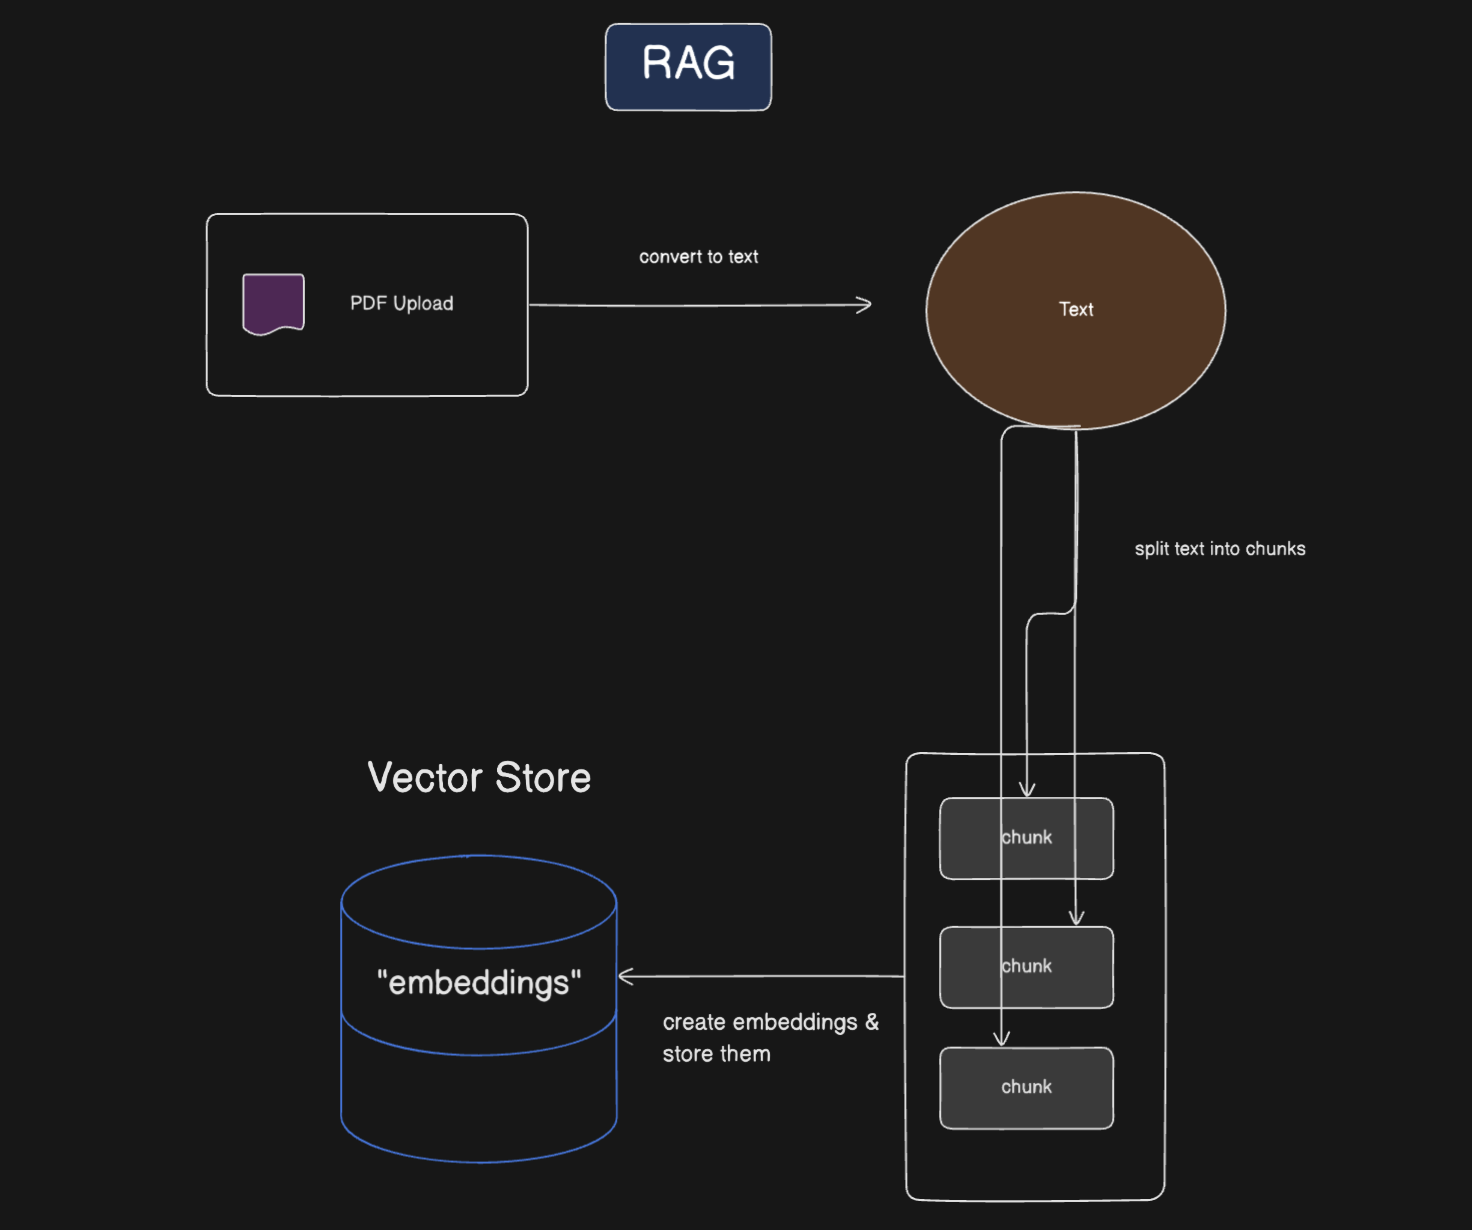 RAG
convert to text
PDF Upload
Text
split text into chunks
Vector Store
chunk
chunk
"embeddings"
create embeddings &
store them
chunk